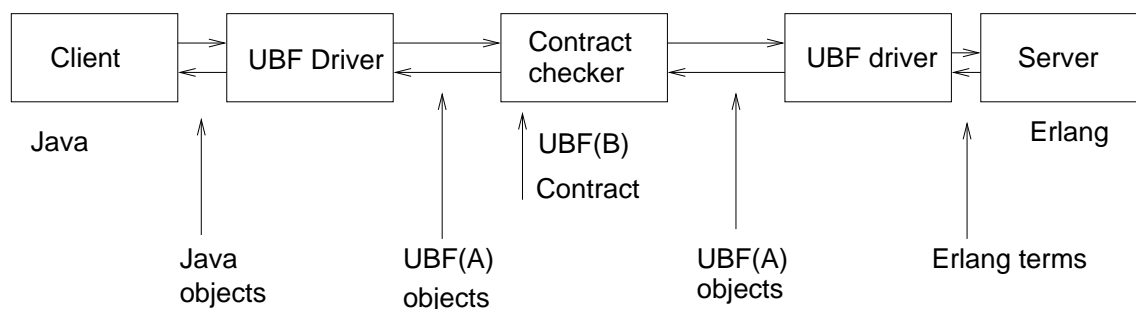 Client
UBF Driver
Contract
checker
UBF driver
Server
Java
UBF(B)
Contract
Erlang
Java
objects
UBF(A)
objects
UBF(A)
objects
Erlang terms